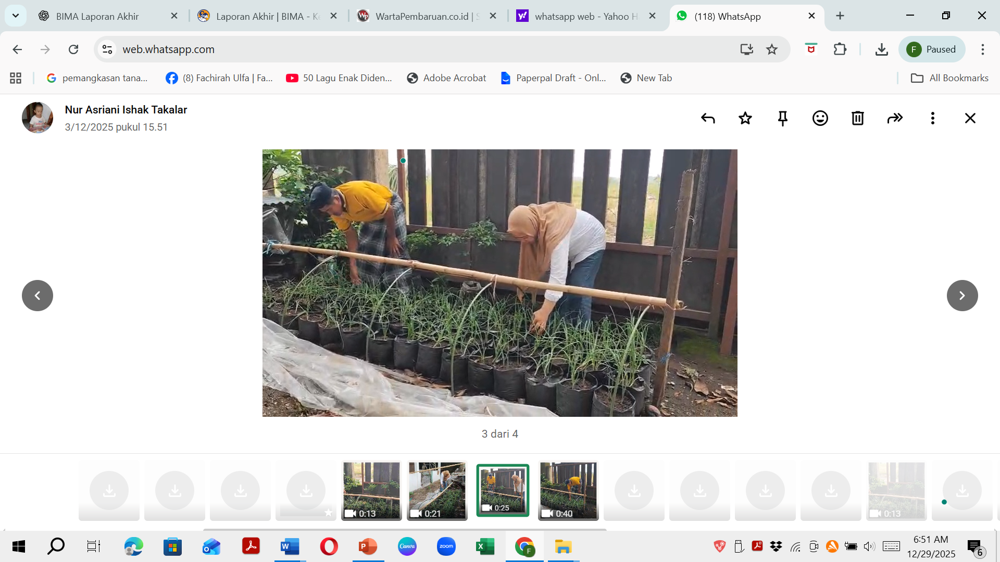 BIMA Laporan Akhir
Laporan Akhir | BIMA - Ke
WartaPembaruan.co.id | S
whatsapp web - Yahoo H
(118) WhatsApp
web.whatsapp.com
F
Paused
pemangkasan tana...
(8) Fachirah Ulfa | Fa...
50 Lagu Enak Diden...
Adobe Acrobat
Paperpal Draft - Onl...
New Tab
All Bookmarks
Nur Asriani Ishak Takalar
3/12/2025 pukul 15.51
3 dari 4
0:13
0:21
0:25
0:40
0:13
Canva
zoom
F
6:51 AM
12/29/2025
6